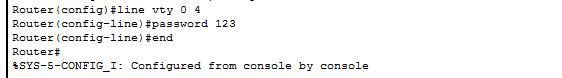 Router(config)#line vty 0 4
Router(config-line)#password 123
Router(config-line)#end
Router#
%SYS-5-CONFIG_I: Configured from console by console